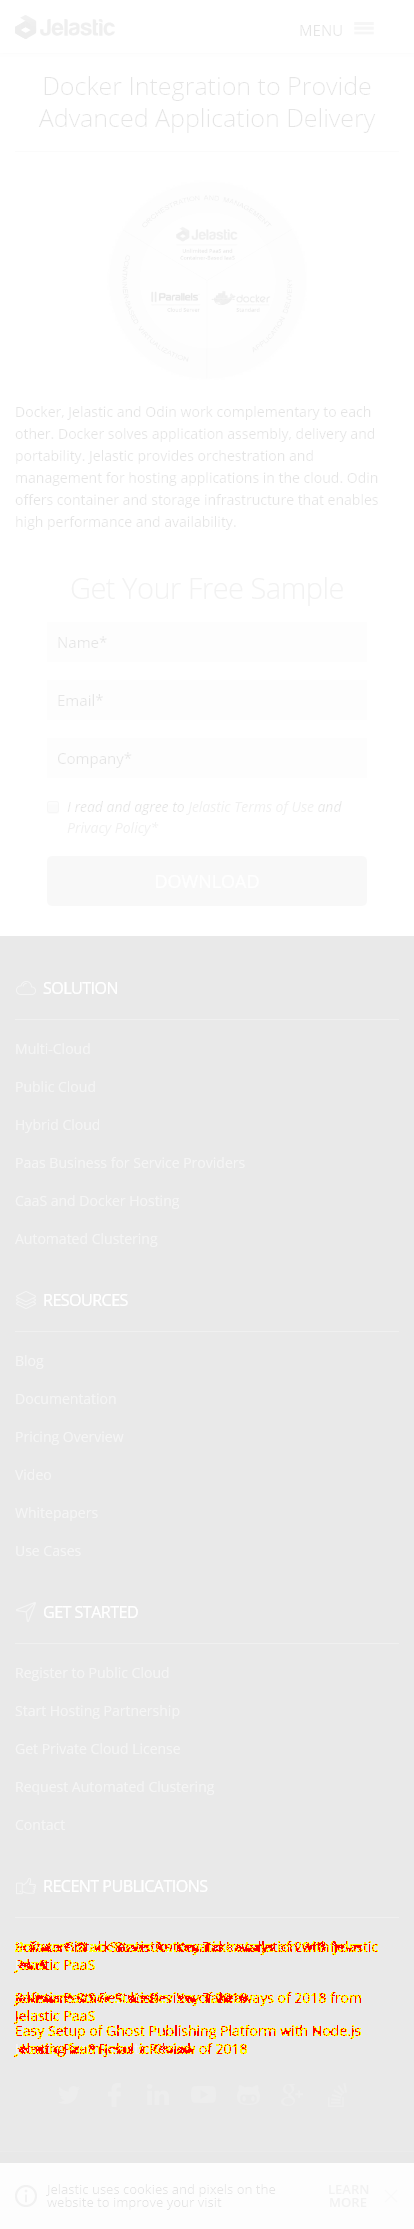 Jelastic
MENU
Docker Integration to Provide
Advanced Application Delivery
Jelastic
Parallels
docker
Docker, Jelastic and Odin work complementary to each
other. Docker solves application assembly, delivery and
portability. Jelastic provides orchestration and
management for hosting applications in the cloud. Odin
offers container and storage infrastructure that enables
high performance and availability.
Get Your Free Sample
Name*
Email*
Company*
I read and agree to Jelastic Terms of Use and
Privacy Policy*
DOWNLOAD
SOLUTION
Multi-Cloud
Public Cloud
Hybrid Cloud
Paas Business for Service Providers
CaaS and Docker Hosting
Automated Clustering
RESOURCES
Blog
Documentation
Pricing Overview
Video
Whitepapers
Use Cases
GET STARTED
Register to Public Cloud
Start Hosting Partnership
Get Private Cloud License
Request Automated Clustering
Contact
RECENT PUBLICATIONS
Jelastic
Jelastic PaaS
of 2018 from
Jelastic PaaS
Easy Setup of Ghost Publishing Platform with Node.js
of 2018
Jelastic uses cookies and pixels on the
website to improve your visit
LEARN
MORE